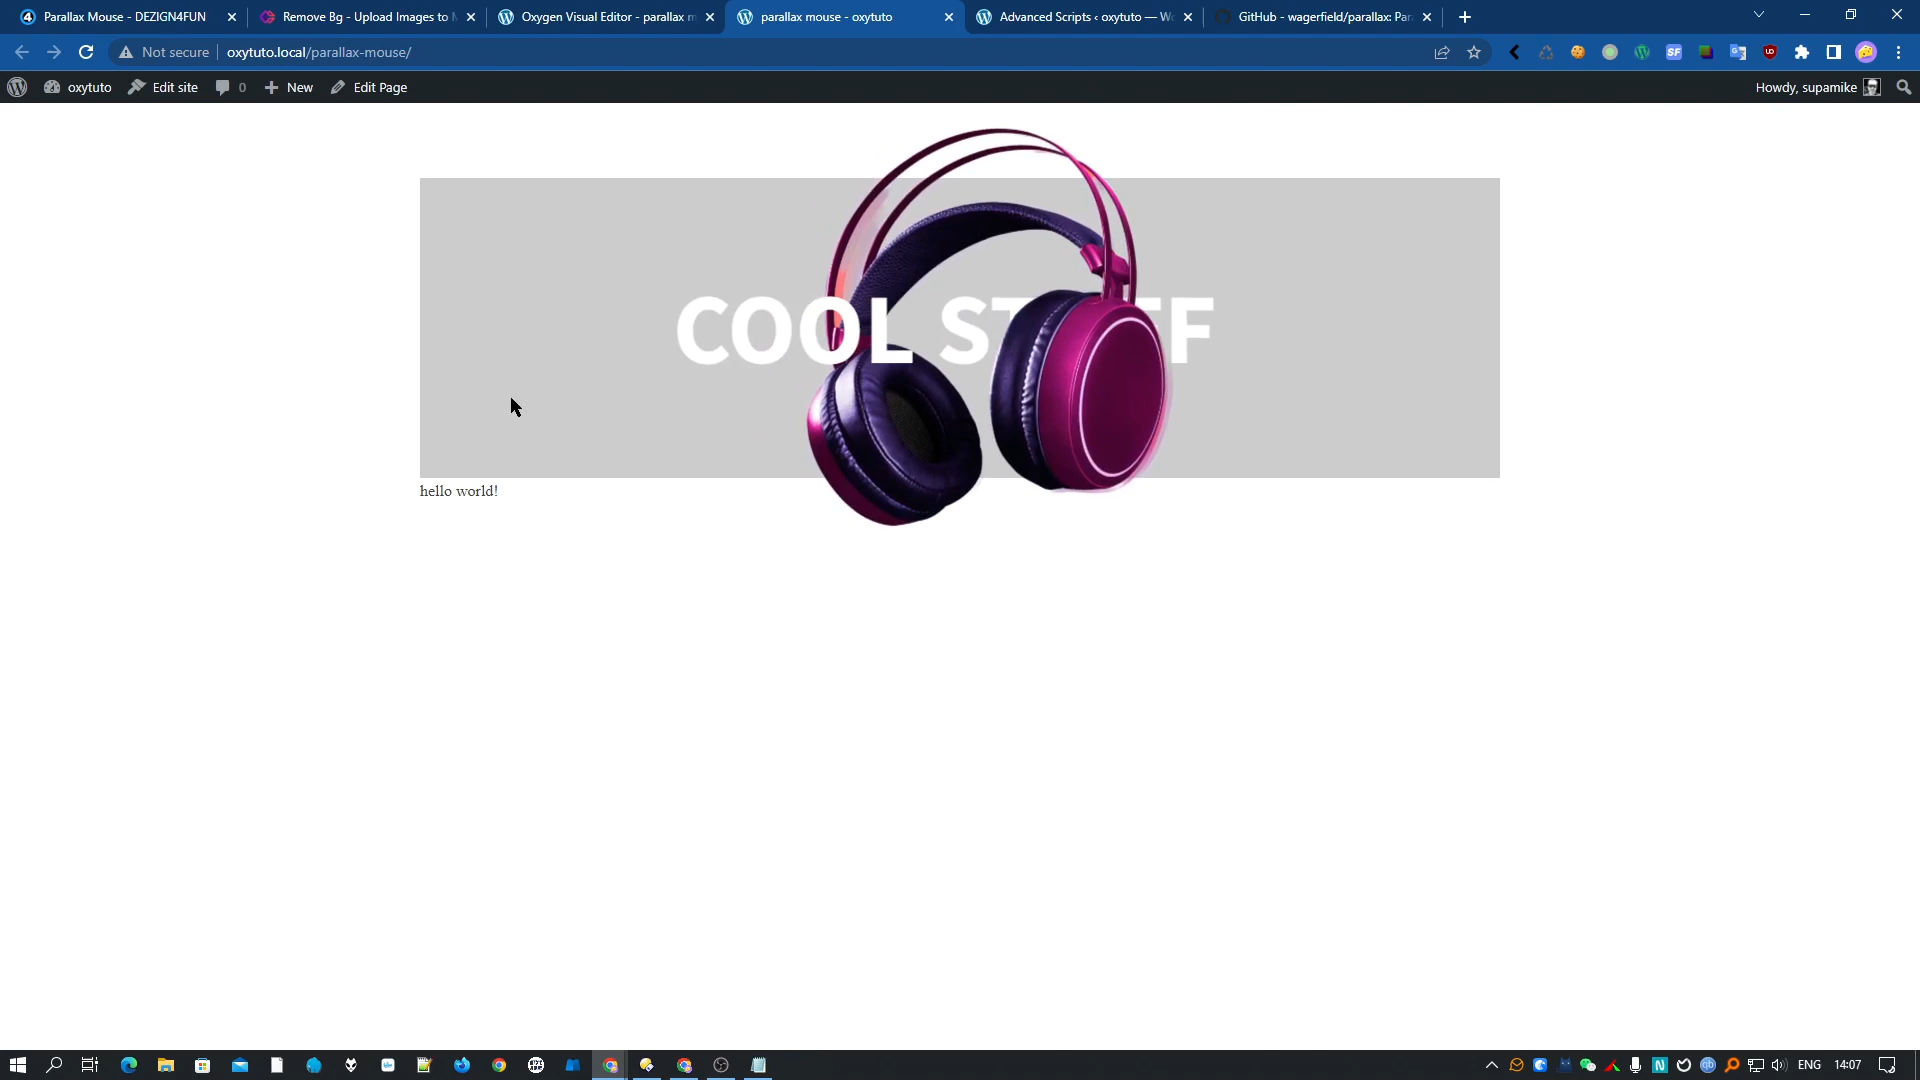 Parallax Mouse - DEZIGN4FUN
Remove Bg - Upload Images to
Oxygen Visual Editor - parallax m
parallax mouse - oxytuto
Advanced Scripts ‹ oxytuto — Wo
GitHub - wagerfield/parallax: Par
Not secure
oxytuto.local/parallax-mouse/
oxytuto
Edit site
0
New
Edit Page
Howdy, supamike
COOL ST F
hello world!
ENG
14:07